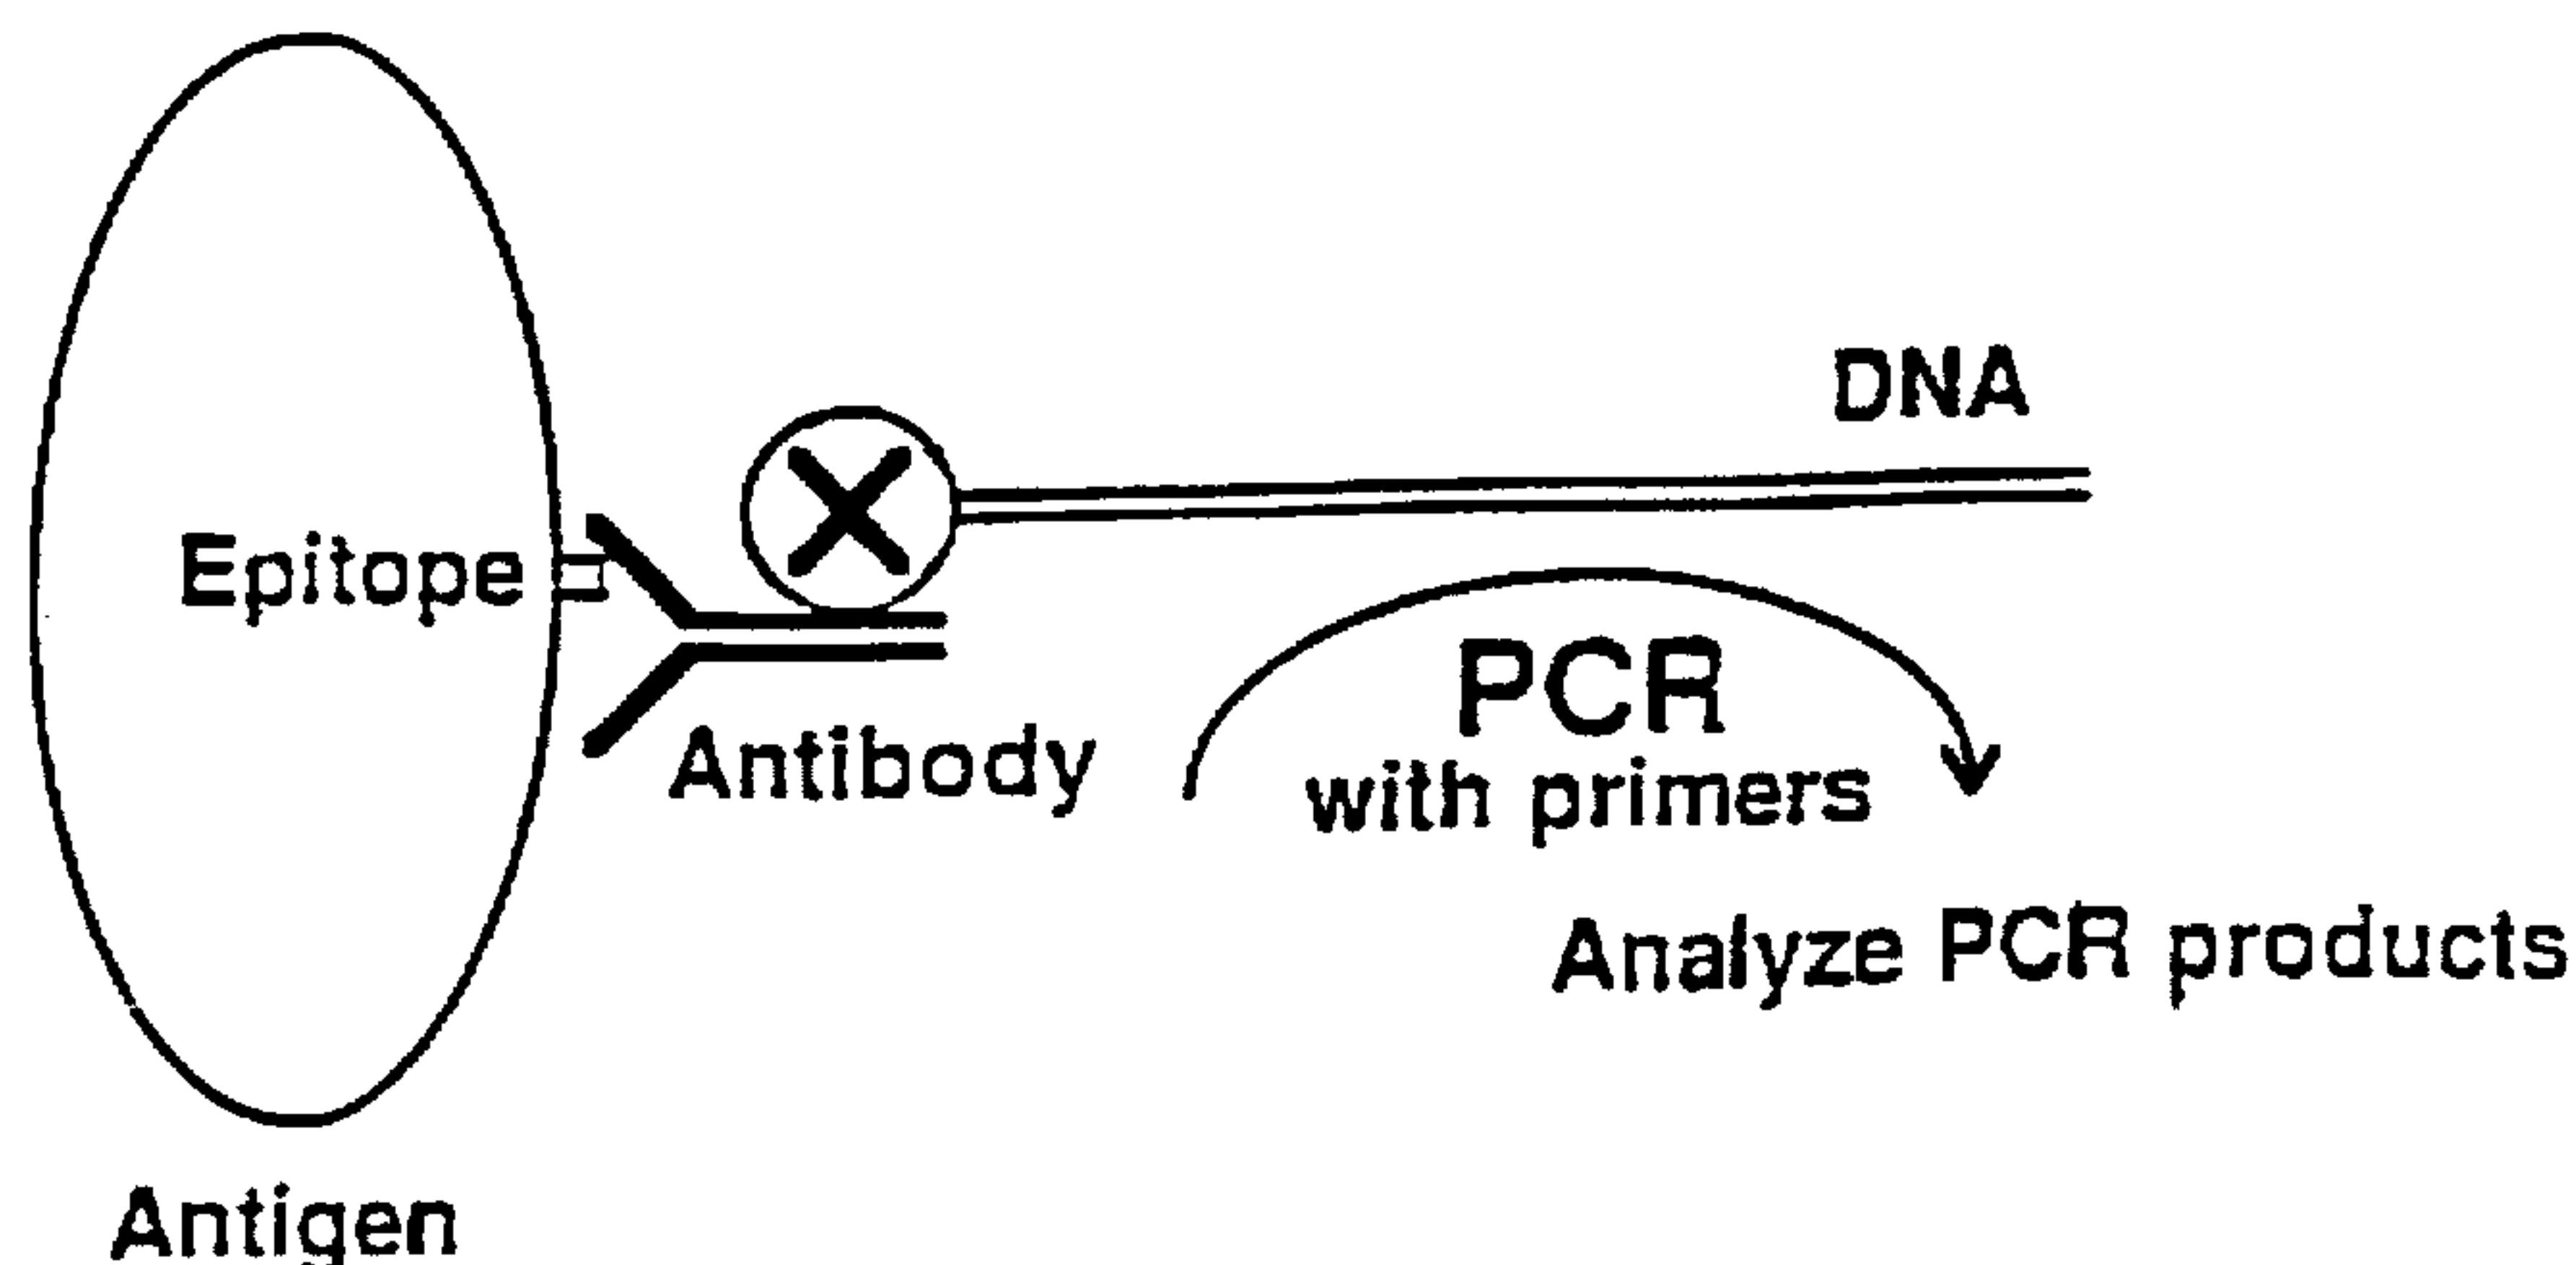 DNA
Epitope
PCR
with primers
Antibody
Analyze PCR products
Antigen